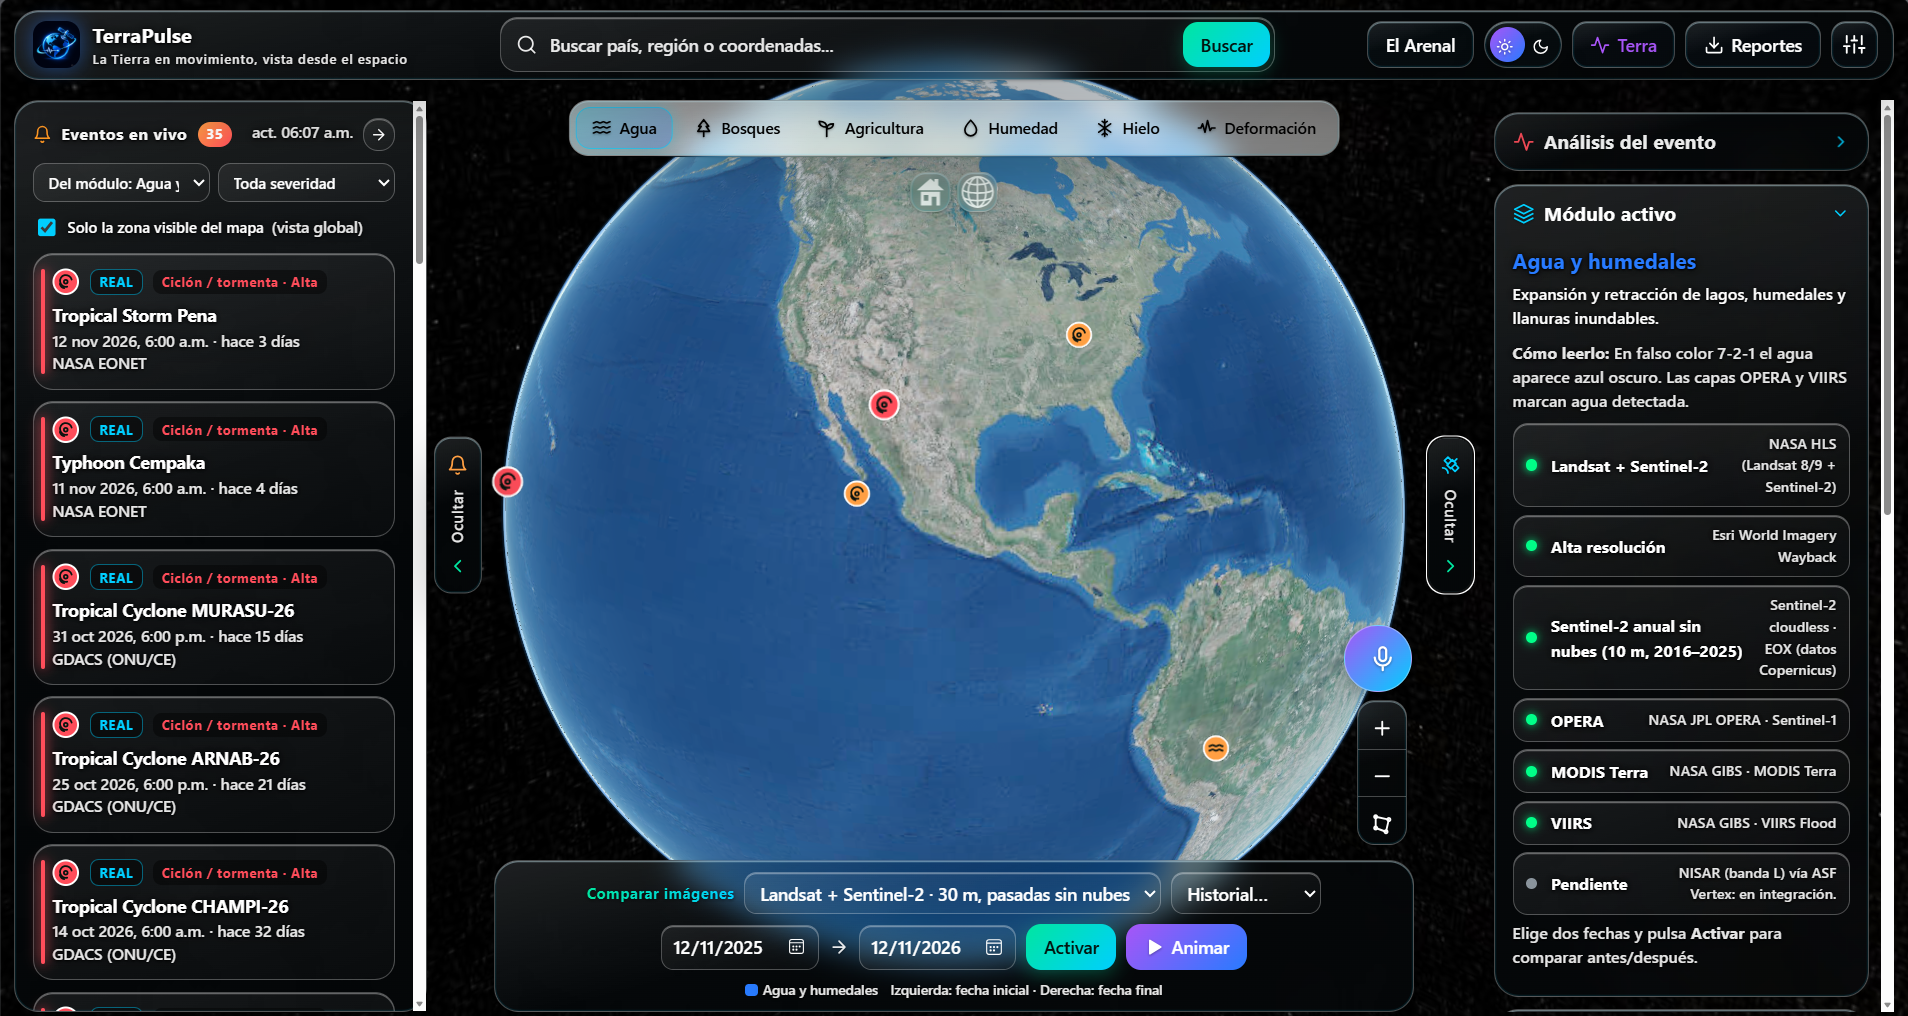 TerraPulse
La Tierra en movimiento, vista desde el espacio
Buscar país, región o coordenadas...
Buscar
El Arenal
Terra
Reportes
Eventos en vivo 35 act. 06:07 a.m.
Del módulo: Agua y
Toda severidad
Solo la zona visible del mapa (vista global)
REAL Ciclón / tormenta · Alta
Tropical Storm Pena
12 nov 2026, 6:00 a.m. · hace 3 días
NASA EONET
REAL Ciclón / tormenta · Alta
Typhoon Cempaka
11 nov 2026, 6:00 a.m. · hace 4 días
NASA EONET
REAL Ciclón / tormenta · Alta
Tropical Cyclone MURASU-26
31 oct 2026, 6:00 p.m. · hace 15 días
GDACS (ONU/CE)
REAL Ciclón / tormenta · Alta
Tropical Cyclone ARNAB-26
25 oct 2026, 6:00 p.m. · hace 21 días
GDACS (ONU/CE)
REAL Ciclón / tormenta · Alta
Tropical Cyclone CHAMPI-26
14 oct 2026, 6:00 a.m. · hace 32 días
GDACS (ONU/CE)
Ocultar
Agua
Bosques
Agricultura
Humedad
Hielo
Deformación
Ocultar
Comparar imágenes
Landsat + Sentinel-2 · 30 m, pasadas sin nubes
Historial...
12/11/2025
12/11/2026
Activar
Animar
Agua y humedales Izquierda: fecha inicial · Derecha: fecha final
Análisis del evento
Módulo activo
Agua y humedales
Expansión y retracción de lagos, humedales y
llanuras inundables.
Cómo leerlo: En falso color 7-2-1 el agua
aparece azul oscuro. Las capas OPERA y VIIRS
marcan agua detectada.
Landsat + Sentinel-2
NASA HLS
(Landsat 8/9 +
Sentinel-2)
Alta resolución
Esri World Imagery
Wayback
Sentinel-2 anual sin
nubes (10 m, 2016–2025)
Sentinel-2
cloudless ·
EOX (datos
Copernicus)
OPERA
NASA JPL OPERA · Sentinel-1
MODIS Terra
NASA GIBS · MODIS Terra
VIIRS
NASA GIBS · VIIRS Flood
Pendiente
NISAR (banda L) vía ASF
Vertex: en integración.
Elige dos fechas y pulsa Activar para
comparar antes/después.